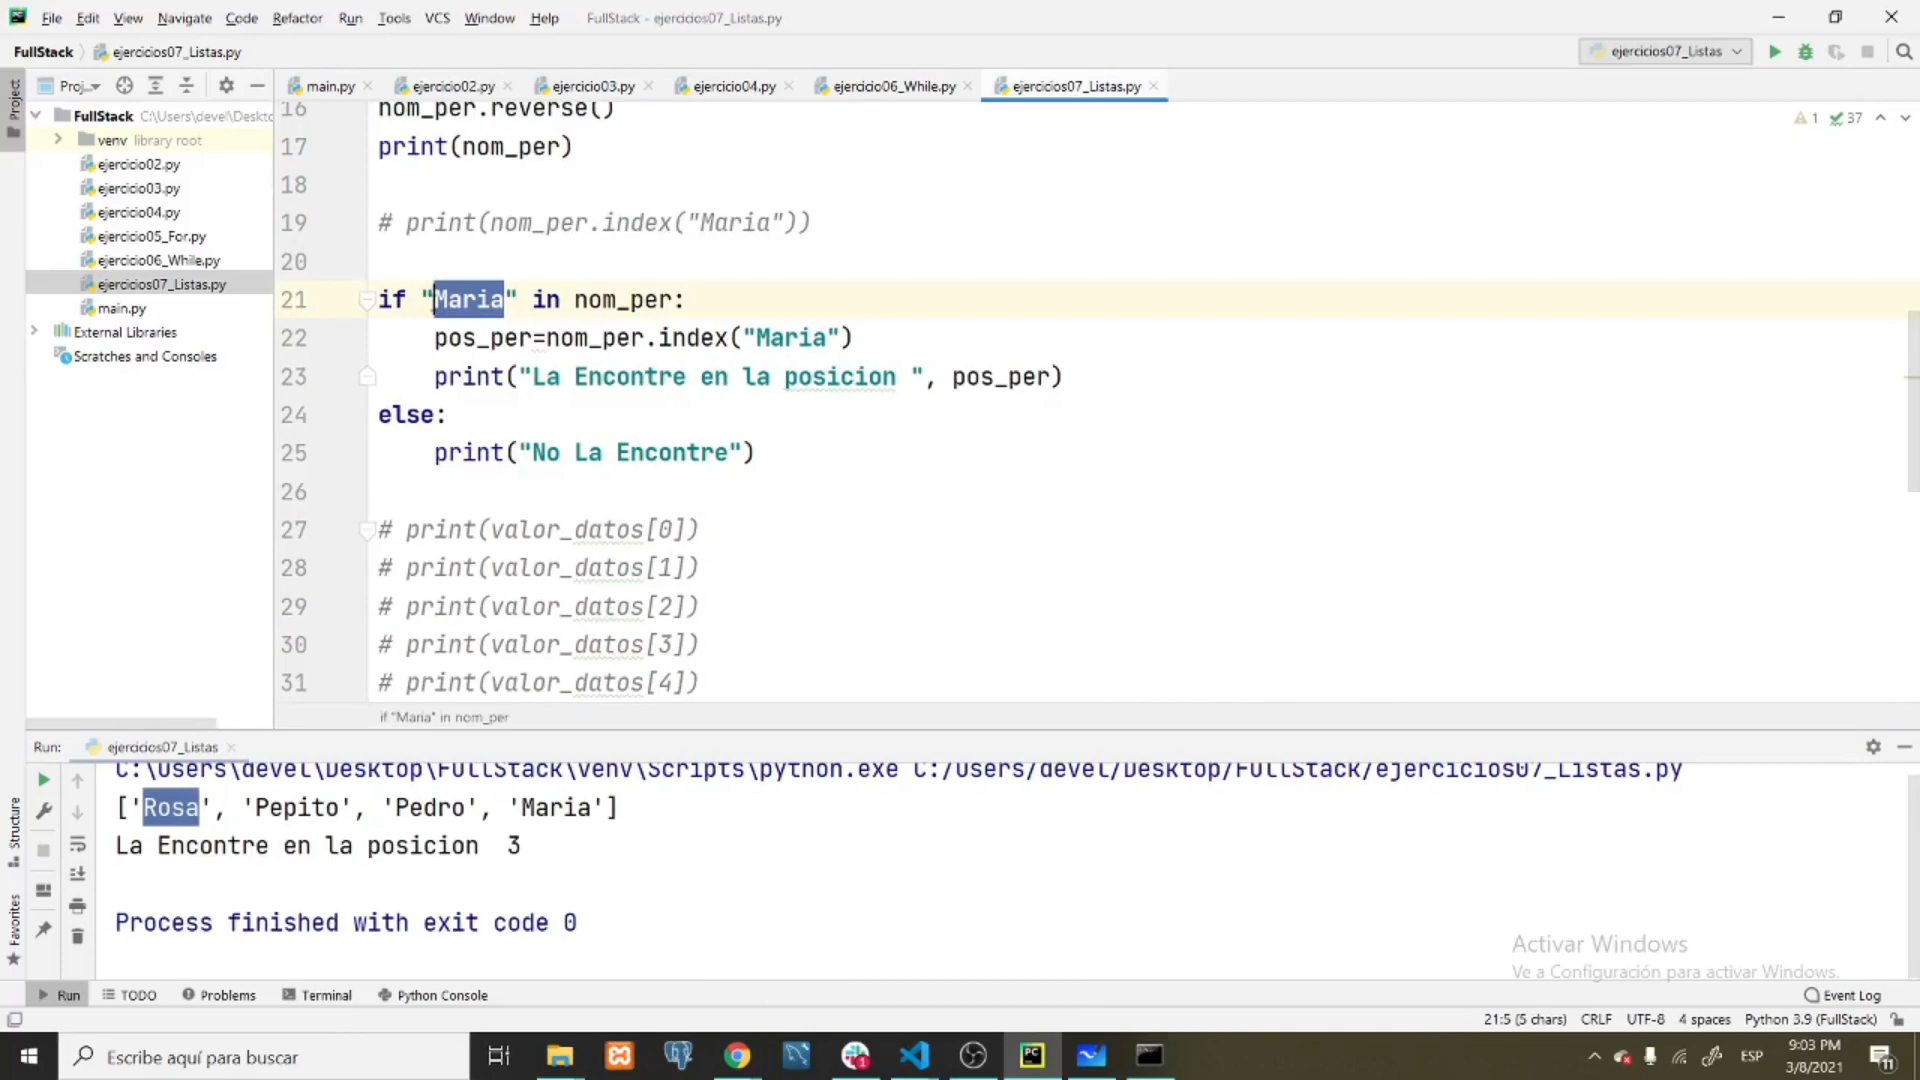 File Edit View Navigate Code Refactor Run Tools VCS Window Help FullStack - ejercicios07_Listas.py
FullStack ejercicios07_Listas.py ejercicios07_Listas
Project Proj... main.py ejercicio02.py ejercicio03.py ejercicio04.py ejercicio06_While.py ejercicios07_Listas.py
FullStack C:\Users\devel\Deskto
venv library root
ejercicio02.py
ejercicio03.py
ejercicio04.py
ejercicio05_For.py
ejercicio06_While.py
ejercicios07_Listas.py
main.py
External Libraries
Scratches and Consoles
1 37
16 nom_per.reverse()
17 print(nom_per)
18
19 # print(nom_per.index("Maria"))
20
21 if "Maria" in nom_per:
22 pos_per=nom_per.index("Maria")
23 print("La Encontre en la posicion ", pos_per)
24 else:
25 print("No La Encontre")
26
27 # print(valor_datos[0])
28 # print(valor_datos[1])
29 # print(valor_datos[2])
30 # print(valor_datos[3])
31 # print(valor_datos[4])
if "Maria" in nom_per
Run: ejercicios07_Listas
C:\Users\devel\Desktop\FullStack\venv\Scripts\python.exe C:/Users/devel/Desktop/FullStack/ejercicios07_Listas.py
['Rosa', 'Pepito', 'Pedro', 'Maria']
La Encontre en la posicion  3
Process finished with exit code 0
Structure
Favorites
Activar Windows
Ve a Configuración para activar Windows.
Run TODO Problems Terminal Python Console Event Log
21:5 (5 chars) CRLF UTF-8 4 spaces Python 3.9 (FullStack)
Escribe aquí para buscar
PC
1
ESP
9:03 PM
3/8/2021
11